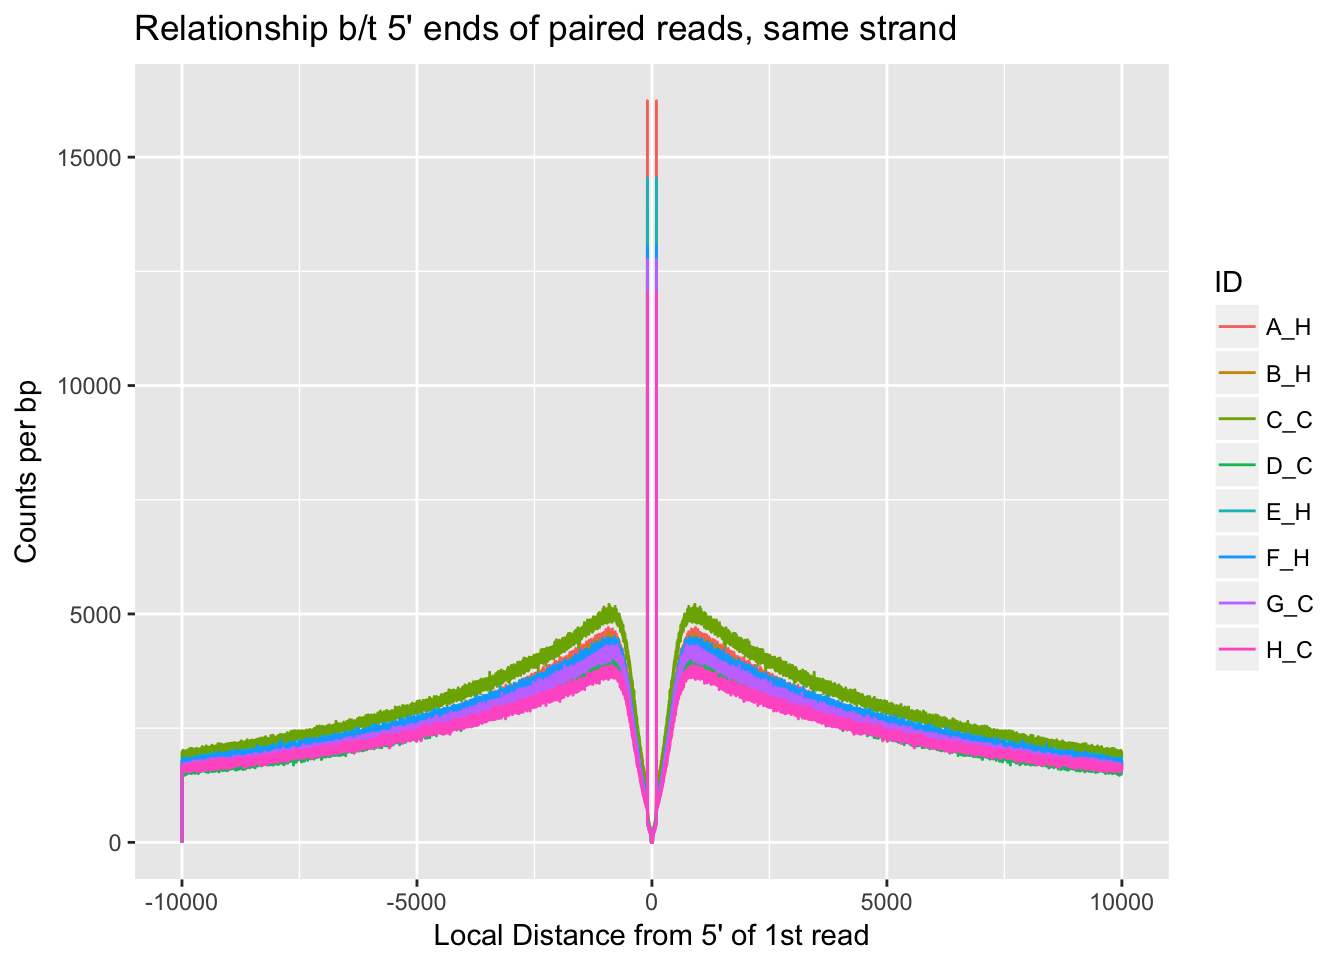 Relationship b/t 5' ends of paired reads, same strand
15000
10000
5000
0
Counts per bp
-10000
-5000
0
5000
10000
Local Distance from 5' of 1st read
ID
A_H
B_H
C_C
D_C
E_H
F_H
G_C
H_C